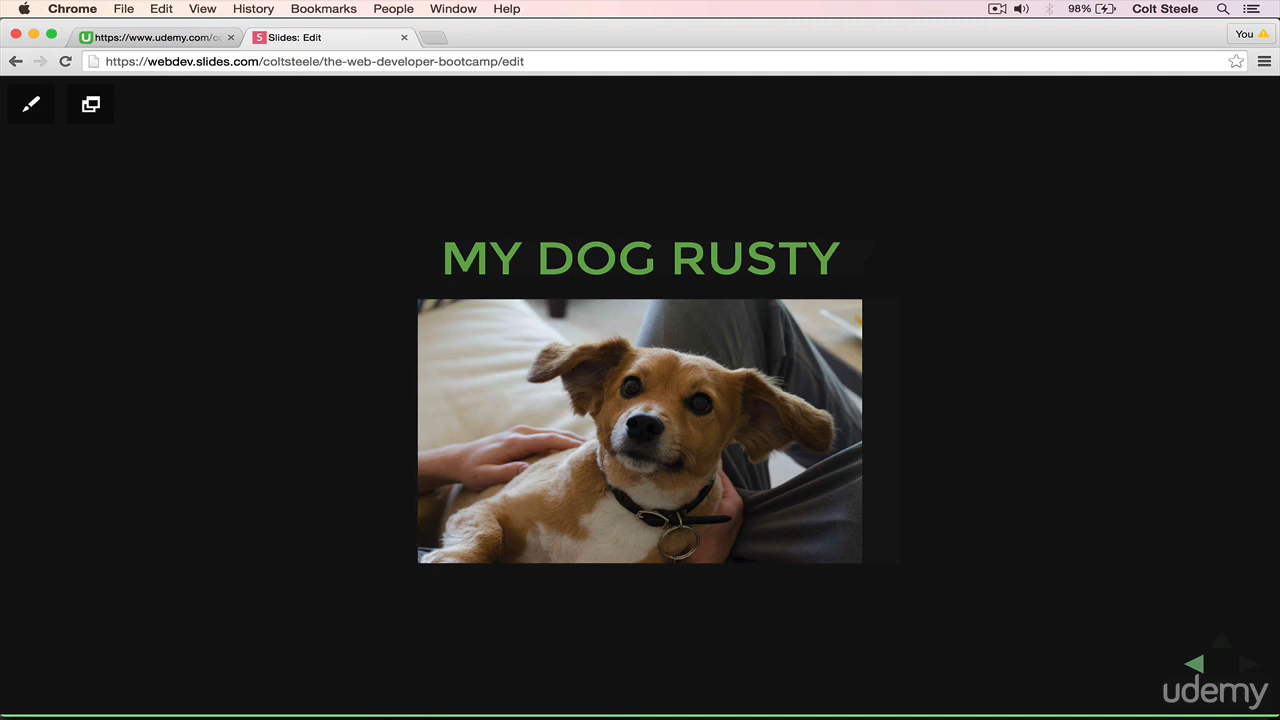 Chrome File Edit View History Bookmarks People Window Help 98% Colt Steele
https://www.udemy.com/c Slides: Edit You
https://webdev.slides.com/coltsteele/the-web-developer-bootcamp/edit
MY DOG RUSTY
udemy